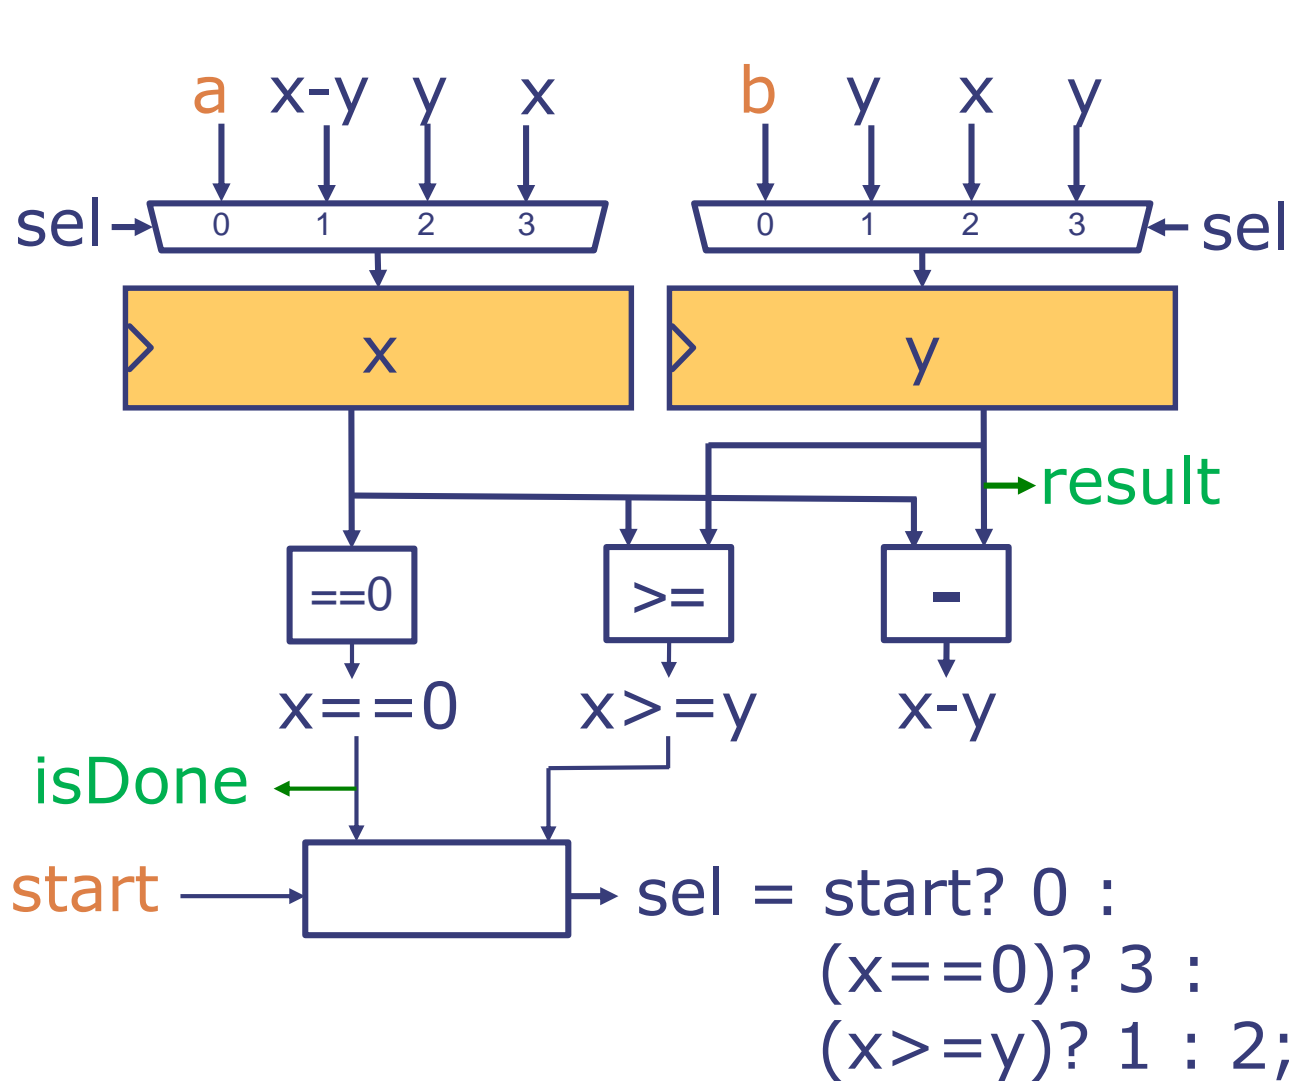 a x-y y x b y x y
sel 0 1 2 3 0 1 2 3 sel
x y
result
==0 >= -
x==0 x>=y x-y
isDone
start sel = start? 0 :
(x==0)? 3 :
(x>=y)? 1 : 2;